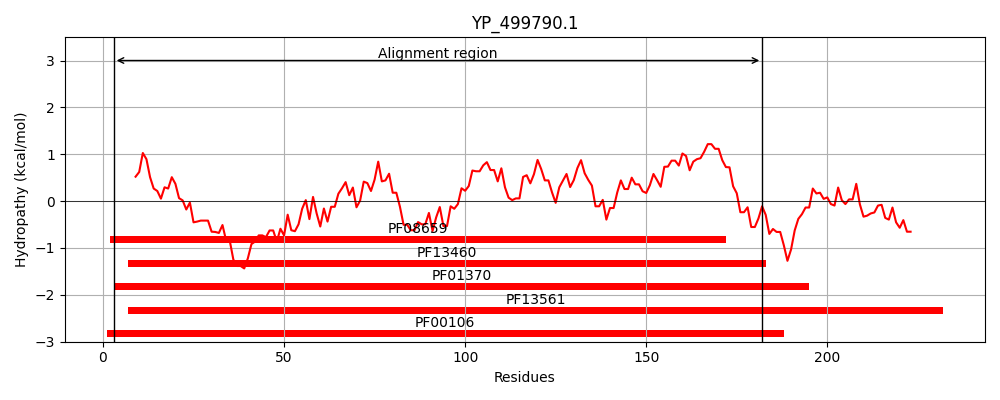 YP_499790.1
Alignment region
3
2
1
0
−1
−2
−3
Hydropathy (kcal/mol)
PF08659
PF13460
PF01370
PF13561
PF00106
0
50
100
150
200
Residues